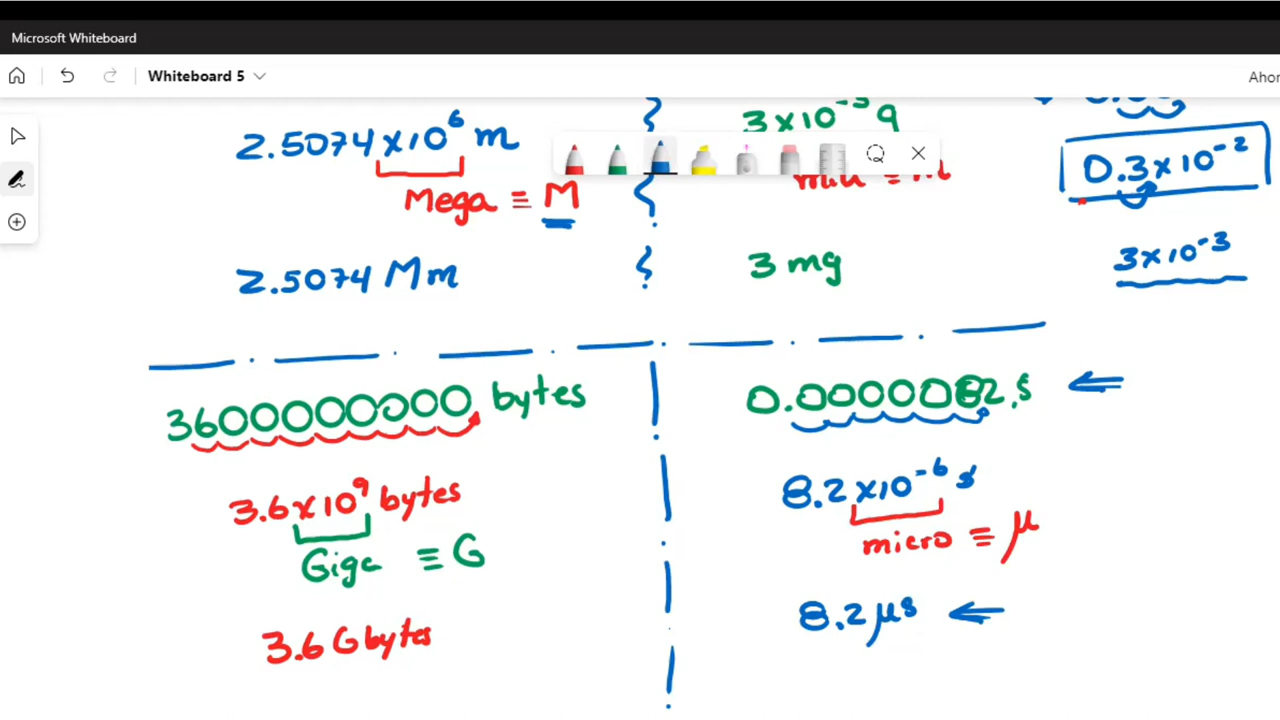 Microsoft Whiteboard
Whiteboard 5
Ahor
2.5074×10⁶ m
Mega ≡ M
2.5074 Mm
3×10⁻³ g
3 mg
0.3×10⁻²
3×10⁻³
3600000000 bytes
3.6×10⁹ bytes
Giga ≡ G
3.6 G bytes
0.0000082 s
8.2×10⁻⁶ s
micro ≡ μ
8.2 μs